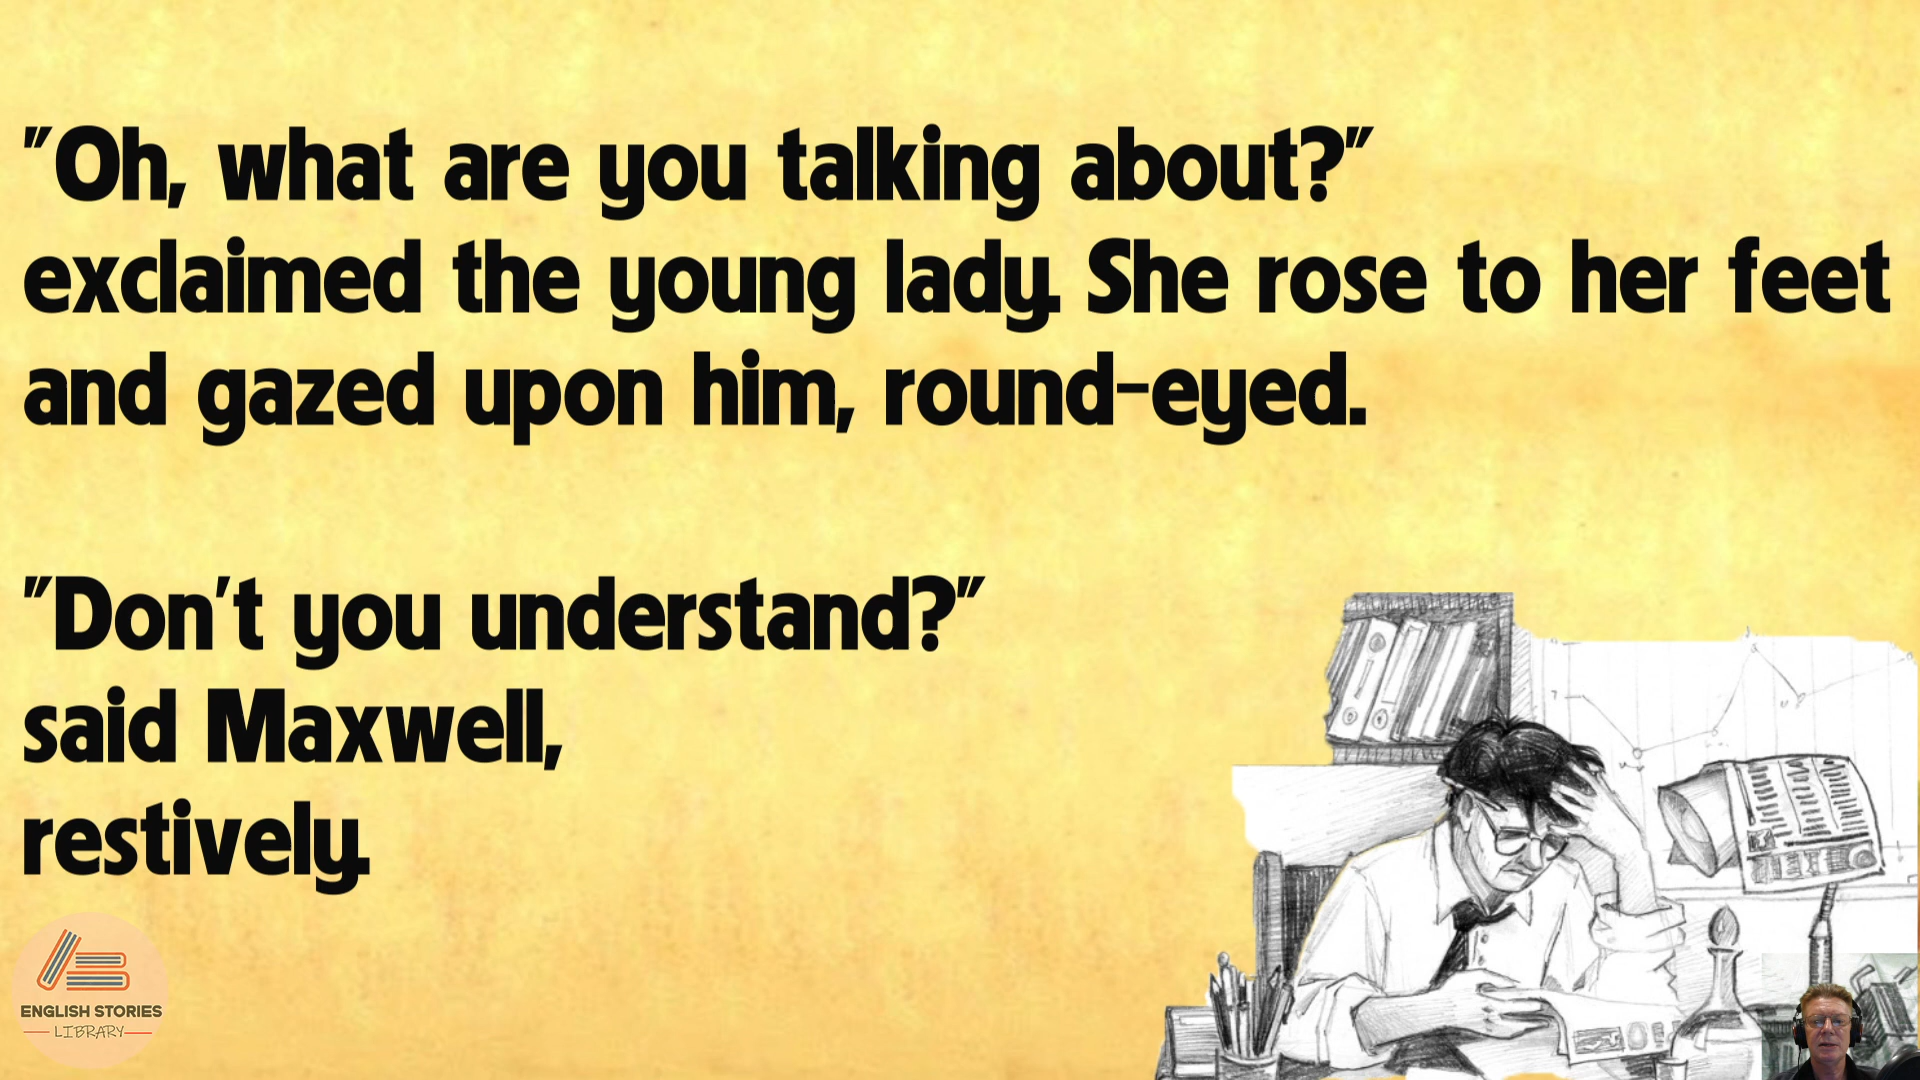 "Oh, what are you talking about?"
exclaimed the young lady. She rose to her feet
and gazed upon him, round-eyed.
"Don't you understand?"
said Maxwell,
restively.
ENGLISH STORIES
LIBRARY